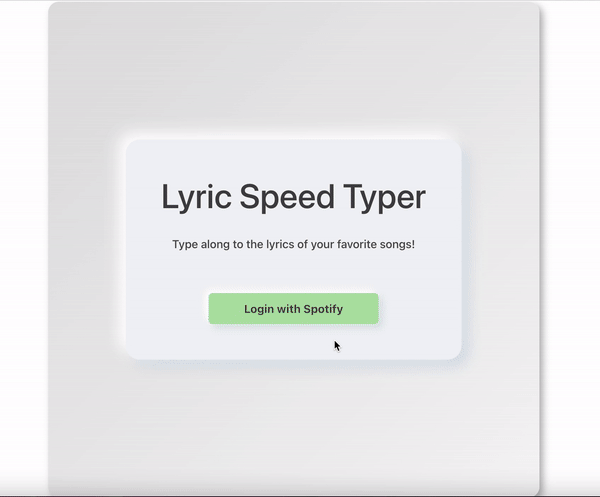 Lyric Speed Typer
Type along to the lyrics of your favorite songs!
Login with Spotify